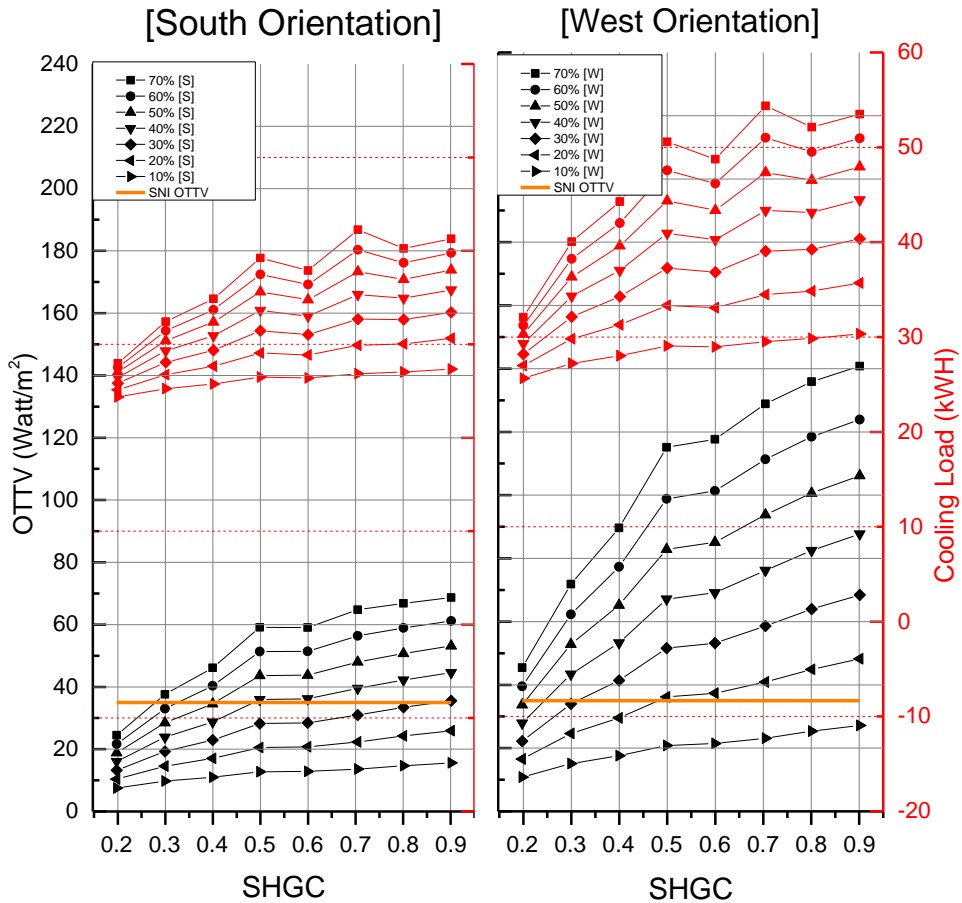 [South Orientation]
[West Orientation]
OTTV (Watt/m²)
240
220
200
180
160
140
120
100
80
60
40
20
0
70% [S]
60% [S]
50% [S]
40% [S]
30% [S]
20% [S]
10% [S]
SNI OTTV
0.2 0.3 0.4 0.5 0.6 0.7 0.8 0.9
SHGC
70% [W]
60% [W]
50% [W]
40% [W]
30% [W]
20% [W]
10% [W]
SNI OTTV
0.2 0.3 0.4 0.5 0.6 0.7 0.8 0.9
SHGC
60
50
40
30
20
10
0
-10
-20
Cooling Load (kWH)